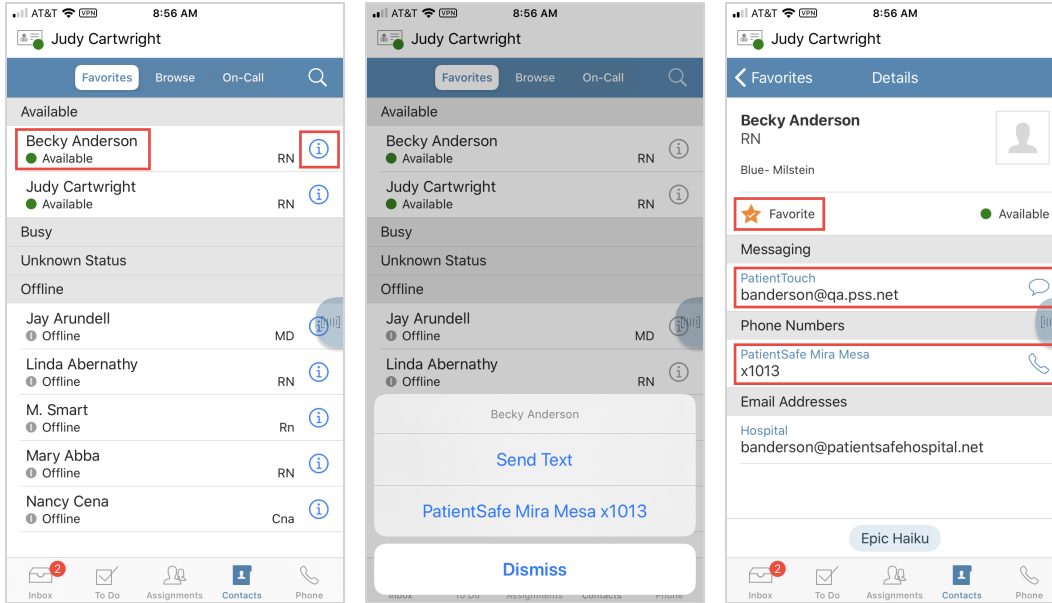 AT&T VPN 8:56 AM
Judy Cartwright
Favorites Browse On-Call
Available
Becky Anderson
Available RN
Judy Cartwright
Available RN
Busy
Unknown Status
Offline
Jay Arundell
Offline MD
Linda Abernathy
Offline RN
M. Smart
Offline Rn
Mary Abba
Offline RN
Nancy Cena
Offline Cna
2
Inbox To Do Assignments Contacts Phone
AT&T VPN 8:56 AM
Judy Cartwright
Favorites Browse On-Call
Available
Becky Anderson
Available RN
Judy Cartwright
Available RN
Busy
Unknown Status
Offline
Jay Arundell
Offline MD
Linda Abernathy
Offline RN
Becky Anderson
Send Text
PatientSafe Mira Mesa x1013
Dismiss
Inbox To Do Assignments Contacts Phone
AT&T VPN 8:56 AM
Judy Cartwright
Favorites Details
Becky Anderson
RN
Blue- Milstein
Favorite Available
Messaging
PatientTouch
banderson@qa.pss.net
Phone Numbers
PatientSafe Mira Mesa
x1013
Email Addresses
Hospital
banderson@patientsafehospital.net
Epic Haiku
2
Inbox To Do Assignments Contacts Phone